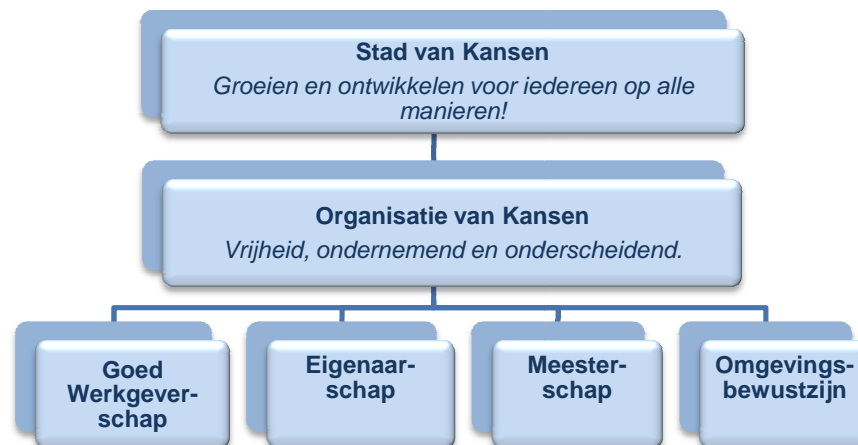 Stad van Kansen
Groeien en ontwikkelen voor iedereen op alle
manieren!
Organisatie van Kansen
Vrijheid, ondernemend en onderscheidend.
Goed
Werkgever-
schap
Eigenaar-
schap
Meester-
schap
Omgevings-
bewustzijn